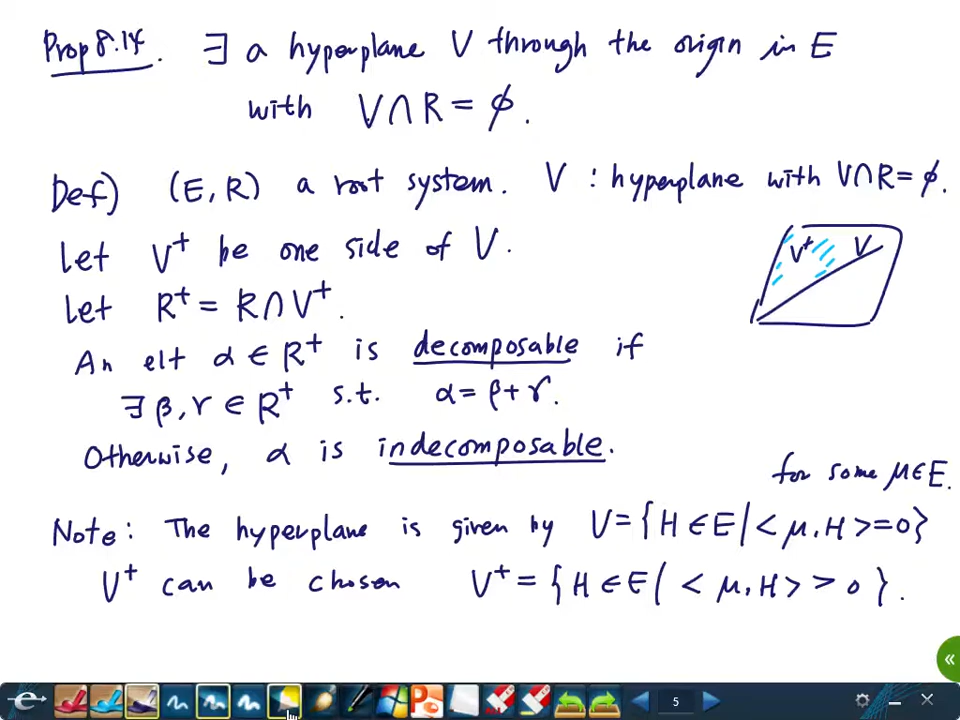 Prop 8.14. ∃ a hyperplane V through the origin in E
with V∩R = ϕ.
Def) (E, R) a root system. V : hyperplane with V∩R = ϕ.
Let V⁺ be one side of V.
V⁺ V
Let R⁺ = R∩V⁺.
An elt α ∈ R⁺ is decomposable if
∃ β, γ ∈ R⁺ s.t. α = β + γ.
Otherwise, α is indecomposable.
for some μ ∈ E.
Note: The hyperplane is given by V = {H ∈ E | < μ, H > = 0}
V⁺ can be chosen V⁺ = {H ∈ E | < μ, H > > 0}.
5